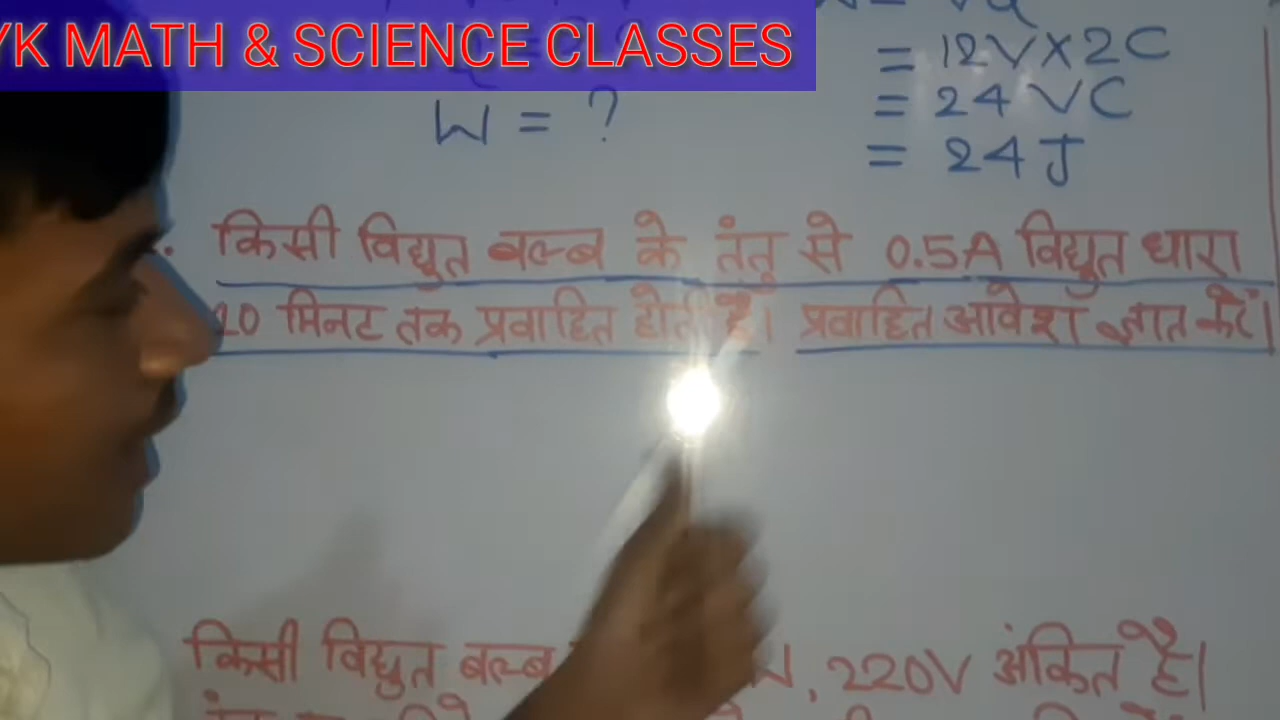 YK MATH & SCIENCE CLASSES
= 12V×2C
W = ?
= 24 VC
= 24 J
किसी विद्युत बल्ब के तंतु से 0.5A विद्युत धारा
10 मिनट तक प्रवाहित होती है। प्रवाहित आवेश ज्ञात करें।
किसी विद्युत बल्ब , 220V अंकित है।